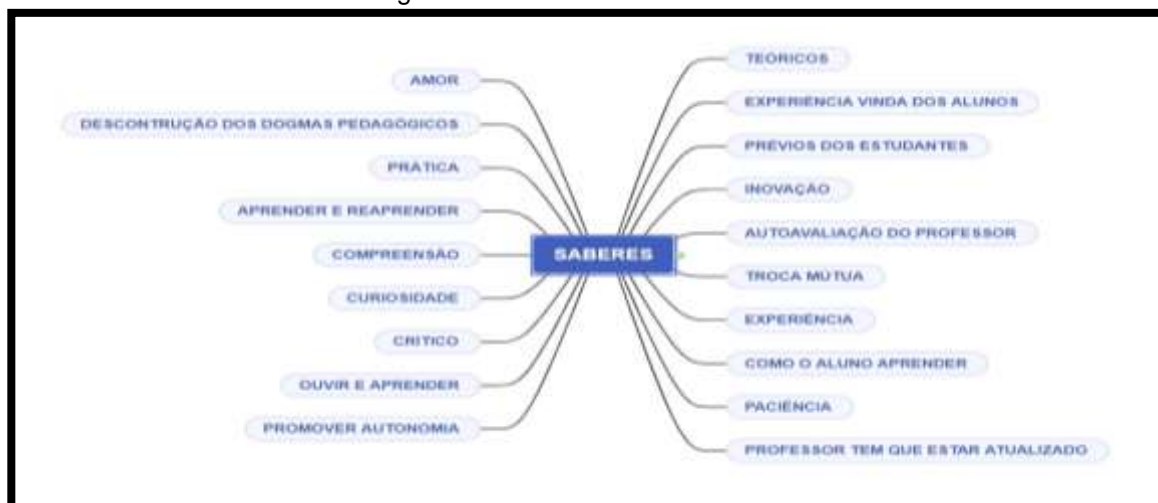 AMOR
DESCONTRUÇÃO DOS DOGMAS PEDAGÓGICOS
PRÁTICA
APRENDER E REAPRENDER
COMPREENSÃO
CURIOSIDADE
CRÍTICO
OUVIR E APRENDER
PROMOVER AUTONOMIA
SABERES
TEÓRICOS
EXPERIÊNCIA VINDA DOS ALUNOS
PRÉVIOS DOS ESTUDANTES
INOVAÇÃO
AUTOAVALIAÇÃO DO PROFESSOR
TROCA MÚTUA
EXPERIÊNCIA
COMO O ALUNO APRENDER
PACIÊNCIA
PROFESSOR TEM QUE ESTAR ATUALIZADO